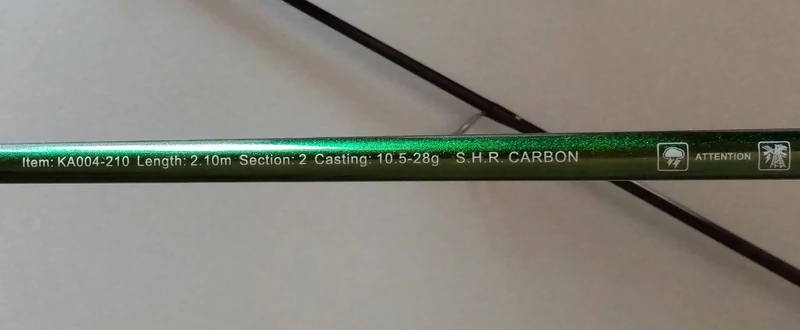 Item: KA004-210 Length: 2.10m Section: 2 Casting: 10.5-28g S.H.R. CARBON ATTENTION